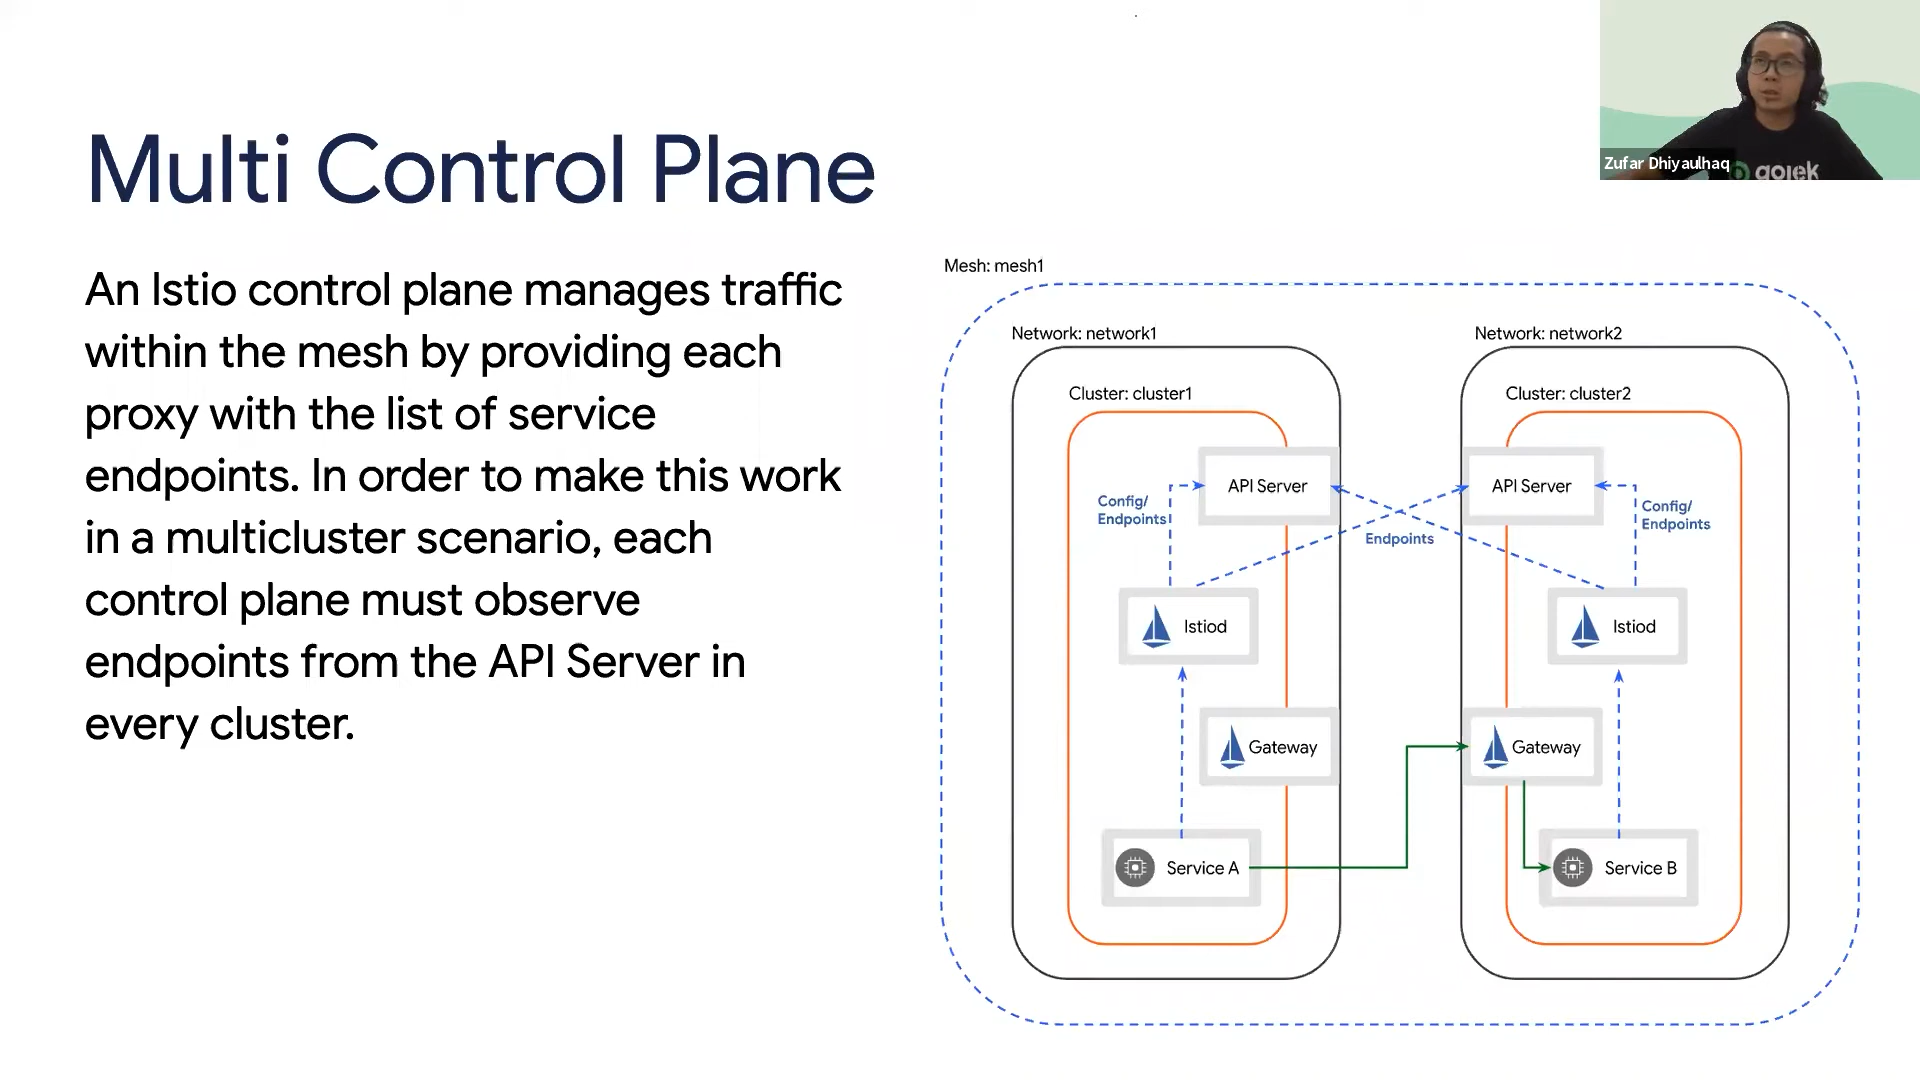 Multi Control Plane
An Istio control plane manages traffic
within the mesh by providing each
proxy with the list of service
endpoints. In order to make this work
in a multicluster scenario, each
control plane must observe
endpoints from the API Server in
every cluster.
Zufar Dhiyaulhaq
gojek
Mesh: mesh1
Network: network1
Network: network2
Cluster: cluster1
Cluster: cluster2
API Server
API Server
Config/
Endpoints
Endpoints
Config/
Endpoints
Istiod
Istiod
Gateway
Gateway
Service A
Service B